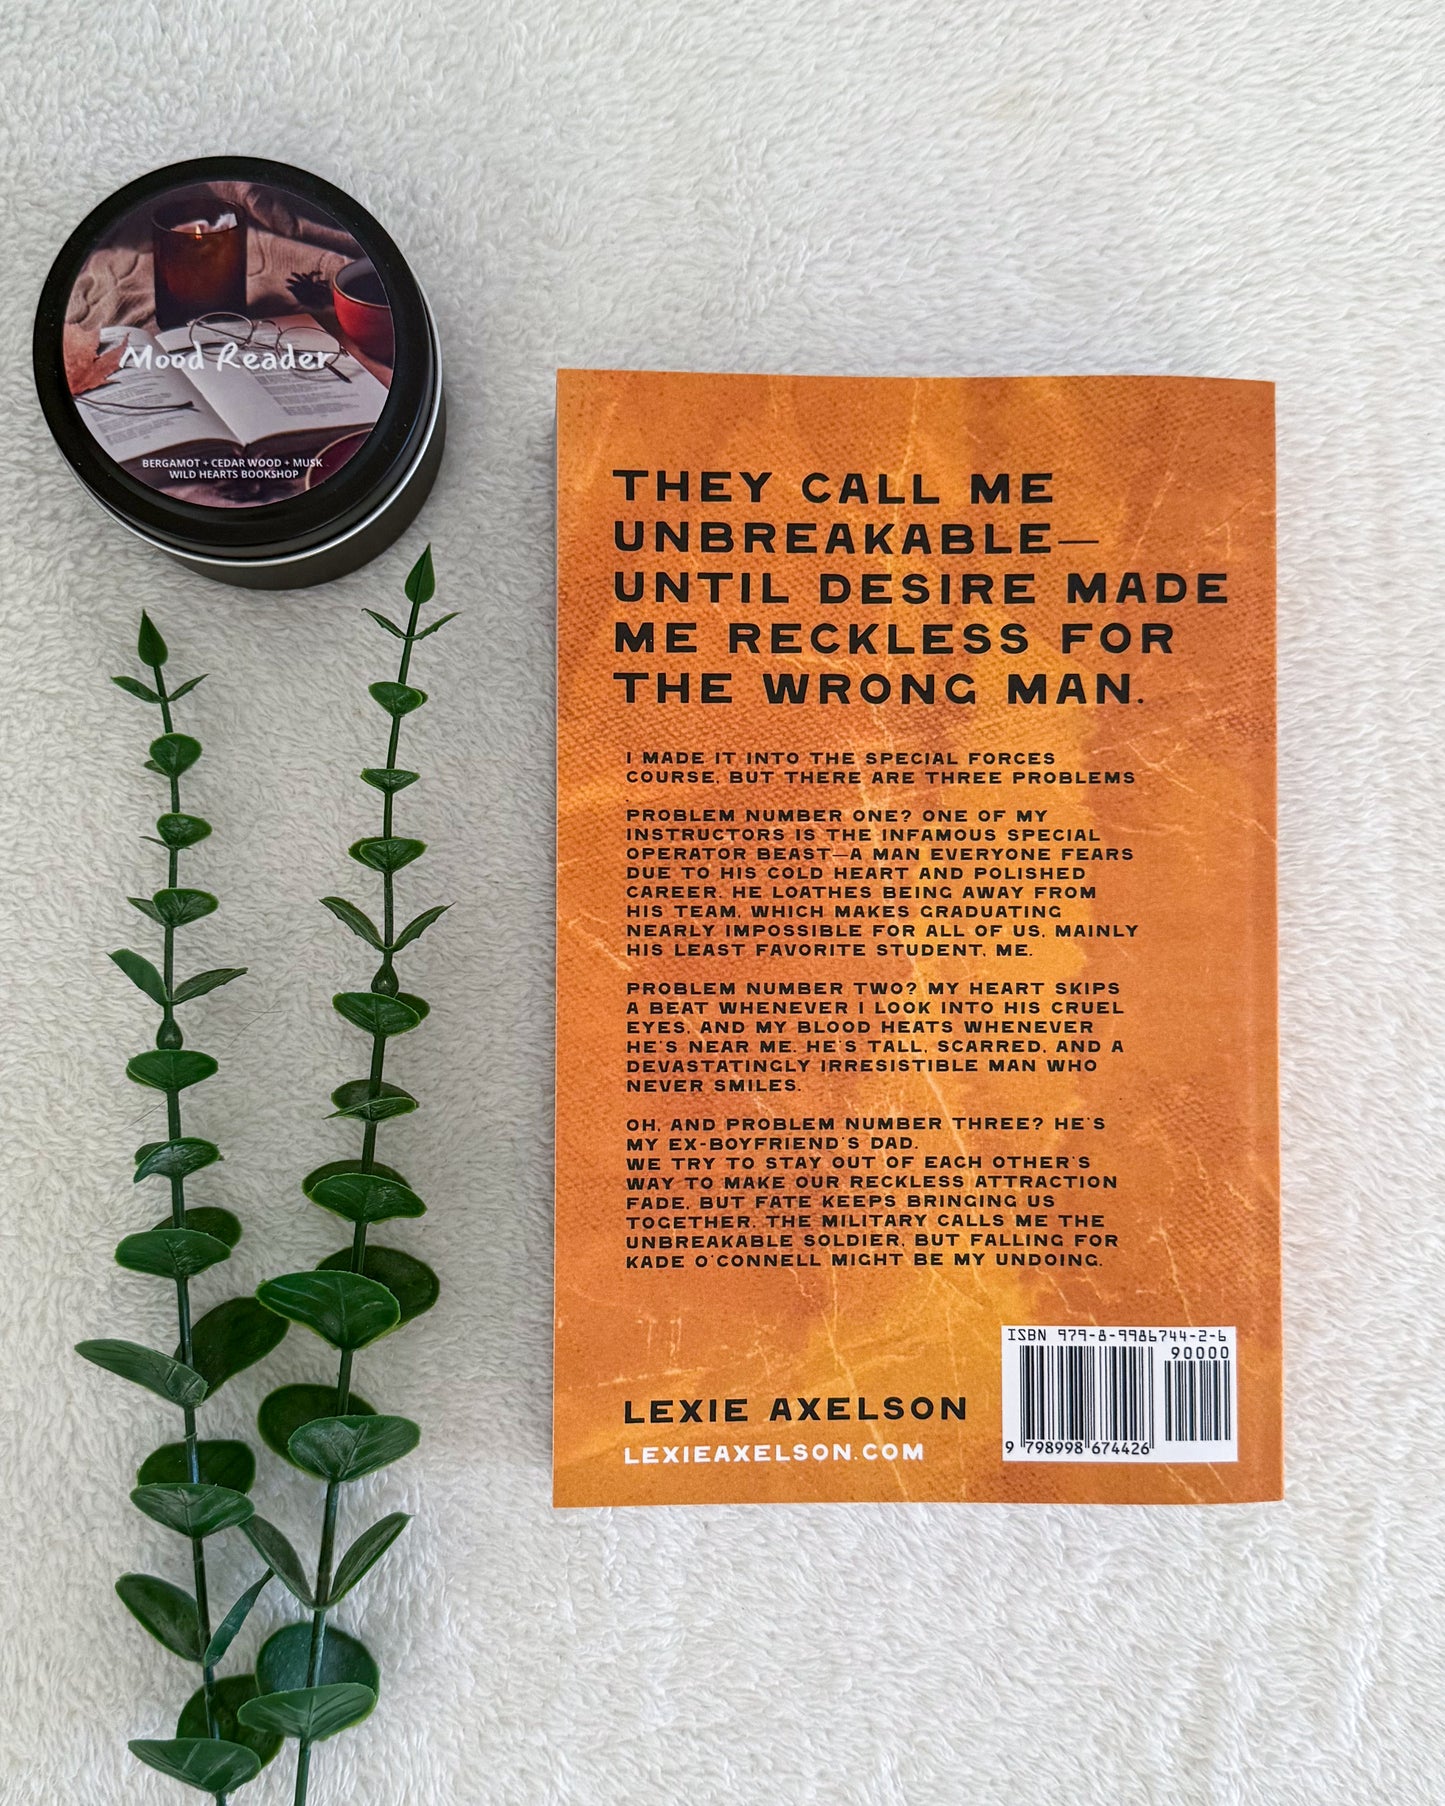 Mood Reader
BERGAMOT + CEDAR WOOD + MUSK
WILD HEARTS BOOKSHOP
THEY CALL ME
UNBREAKABLE—
UNTIL DESIRE MADE
ME RECKLESS FOR
THE WRONG MAN.
I MADE IT INTO THE SPECIAL FORCES
COURSE, BUT THERE ARE THREE PROBLEMS
.
PROBLEM NUMBER ONE? ONE OF MY
INSTRUCTORS IS THE INFAMOUS SPECIAL
OPERATOR BEAST—A MAN EVERYONE FEARS
DUE TO HIS COLD HEART AND POLISHED
CAREER. HE LOATHES BEING AWAY FROM
HIS TEAM, WHICH MAKES GRADUATING
NEARLY IMPOSSIBLE FOR ALL OF US, MAINLY
HIS LEAST FAVORITE STUDENT, ME.
PROBLEM NUMBER TWO? MY HEART SKIPS
A BEAT WHENEVER I LOOK INTO HIS CRUEL
EYES, AND MY BLOOD HEATS WHENEVER
HE'S NEAR ME. HE'S TALL, SCARRED, AND A
DEVASTATINGLY IRRESISTIBLE MAN WHO
NEVER SMILES.
OH, AND PROBLEM NUMBER THREE? HE'S
MY EX-BOYFRIEND'S DAD.
WE TRY TO STAY OUT OF EACH OTHER'S
WAY TO MAKE OUR RECKLESS ATTRACTION
FADE, BUT FATE KEEPS BRINGING US
TOGETHER. THE MILITARY CALLS ME THE
UNBREAKABLE SOLDIER, BUT FALLING FOR
KADE O'CONNELL MIGHT BE MY UNDOING.
LEXIE AXELSON
LEXIEAXELSON.COM
ISBN 979-8-9986744-2-6
90000
9 798998 674426